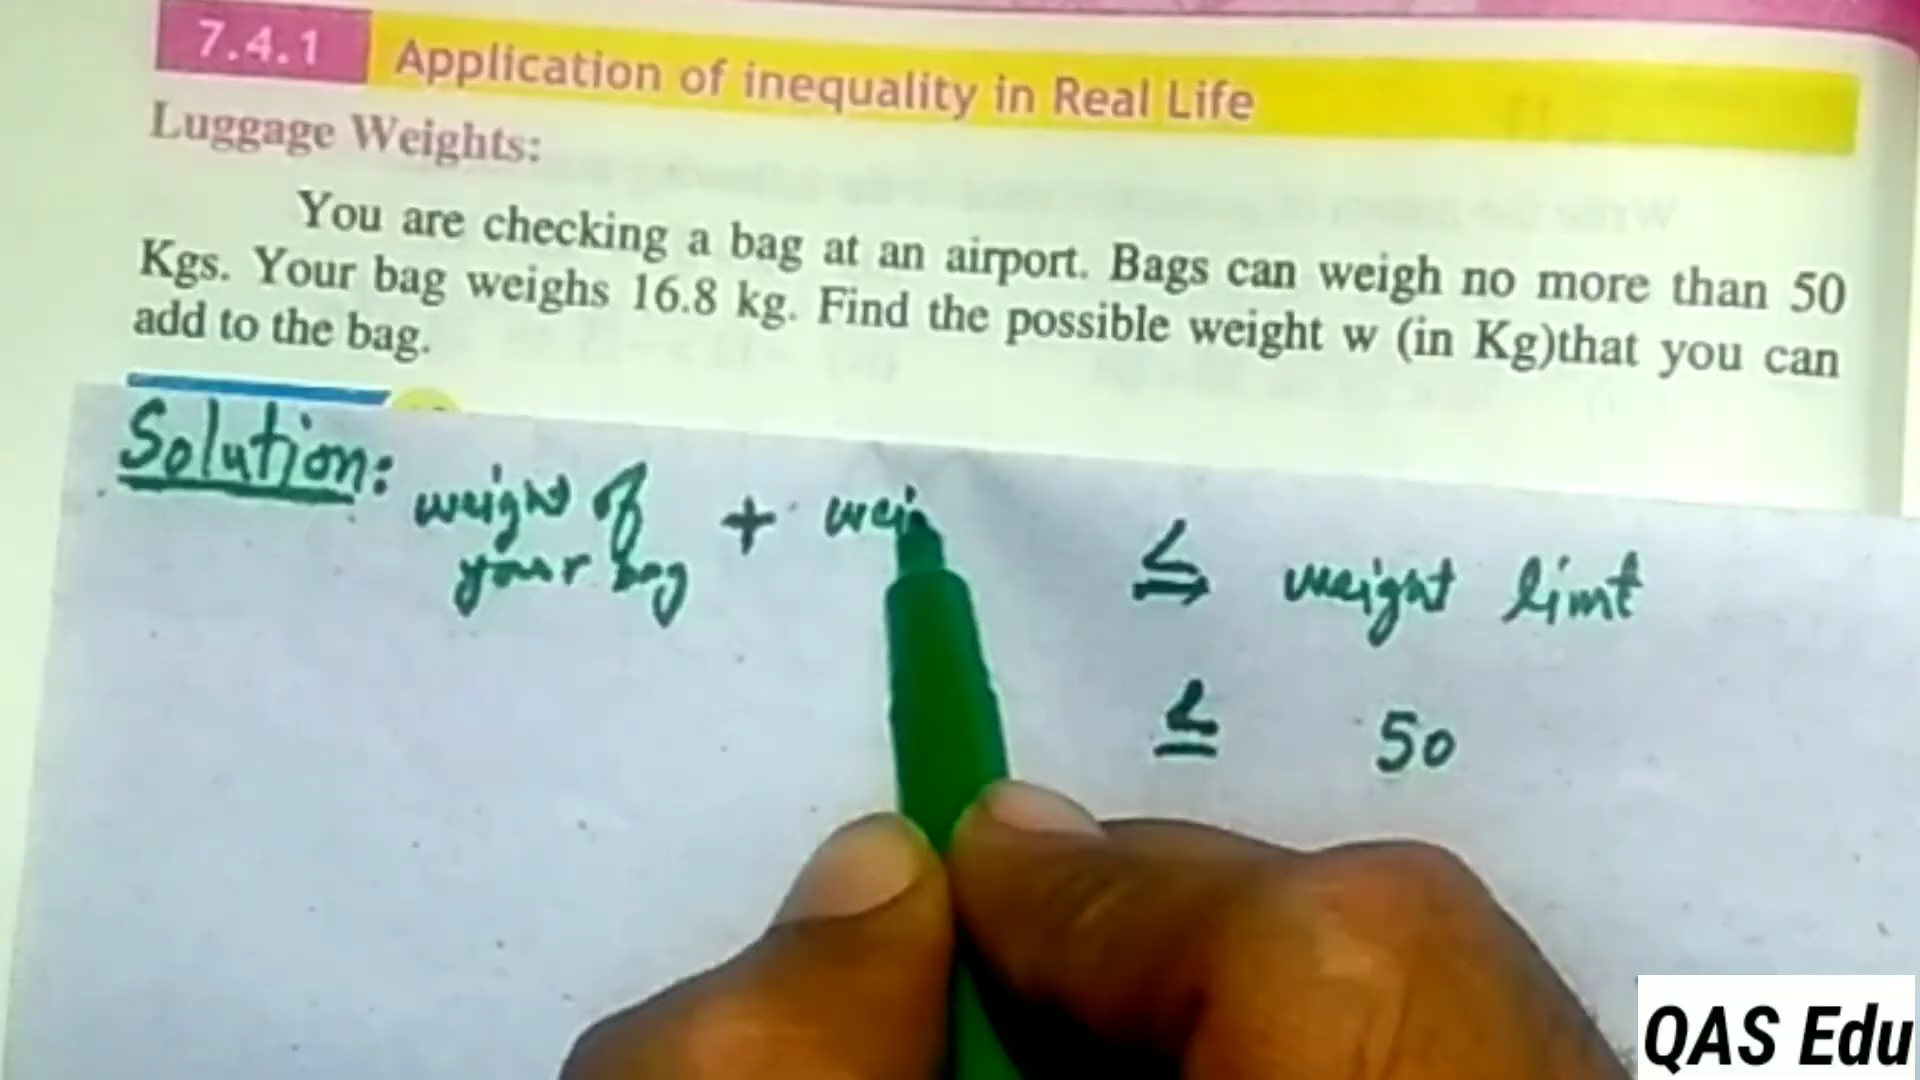 7.4.1 Application of inequality in Real Life
Luggage Weights:
You are checking a bag at an airport. Bags can weigh no more than 50
Kgs. Your bag weighs 16.8 kg. Find the possible weight w (in Kg)that you can
add to the bag.
Solution: weight of + wei ≤ weight limt
your bag
≤ 50
QAS Edu